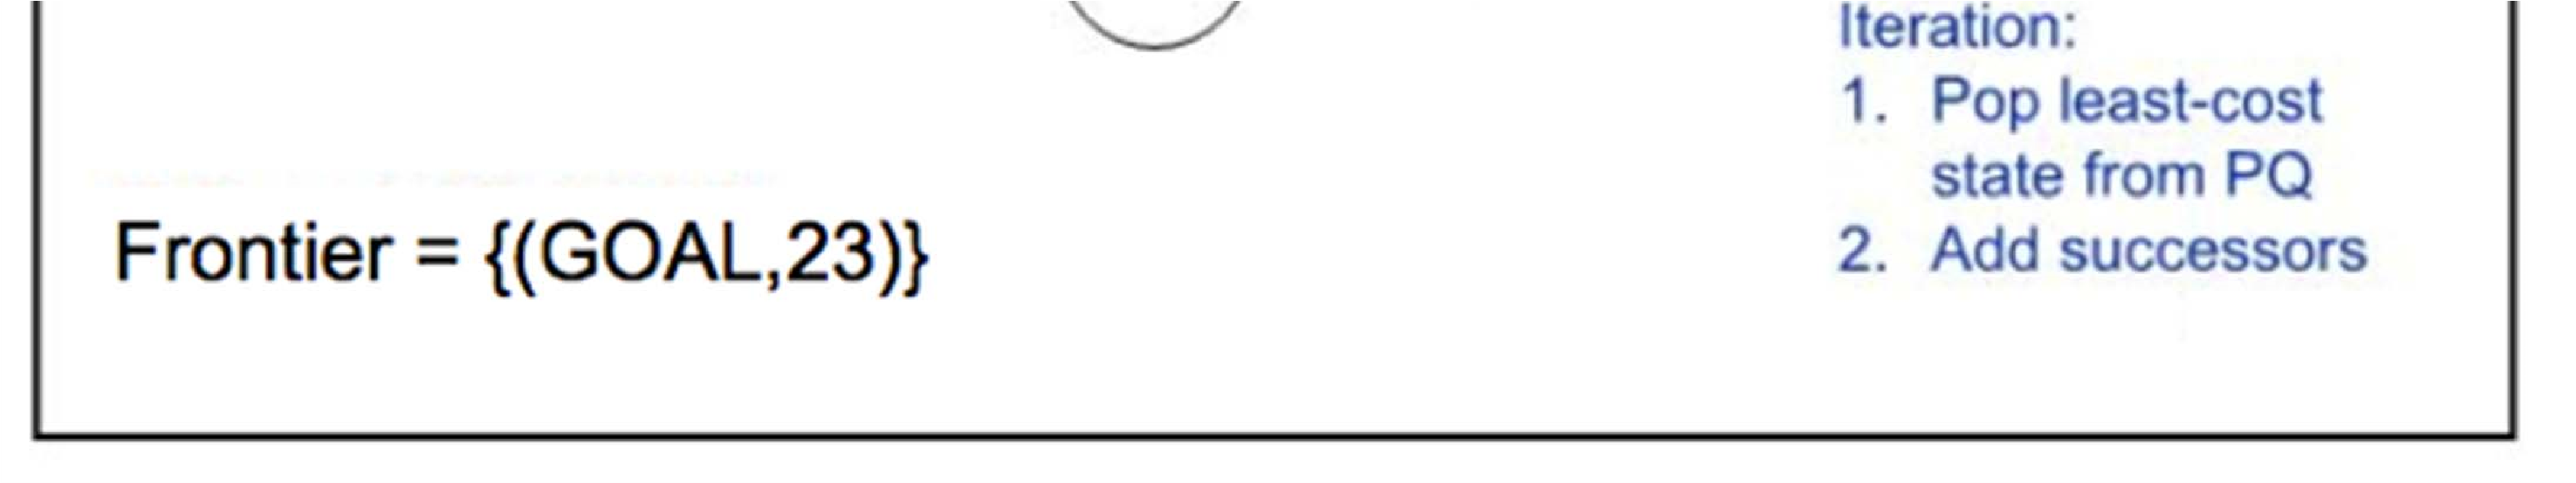 Iteration:
1. Pop least-cost
state from PQ
2. Add successors
Frontier = {(GOAL,23)}